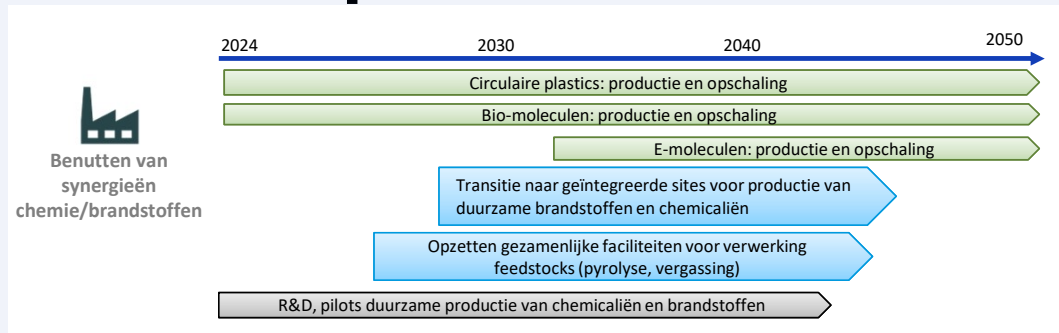 2024
2030
2040
2050
Circulaire plastics: productie en opschaling
Bio-moleculen: productie en opschaling
E-moleculen: productie en opschaling
Benutten van
synergieën
chemie/brandstoffen
Transitie naar geïntegreerde sites voor productie van
duurzame brandstoffen en chemicaliën
Opzetten gezamenlijke faciliteiten voor verwerking
feedstocks (pyrolyse, vergassing)
R&D, pilots duurzame productie van chemicaliën en brandstoffen